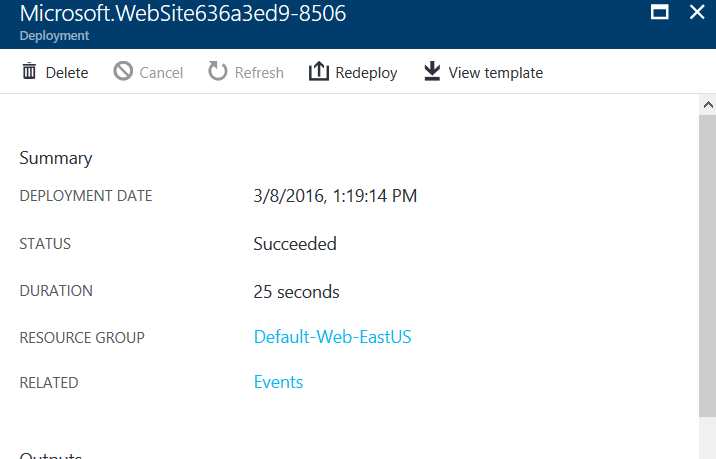 Microsoft.WebSite636a3ed9-8506
Deployment
Delete Cancel Refresh Redeploy View template
Summary
DEPLOYMENT DATE 3/8/2016, 1:19:14 PM
STATUS Succeeded
DURATION 25 seconds
RESOURCE GROUP Default-Web-EastUS
RELATED Events
Outputs